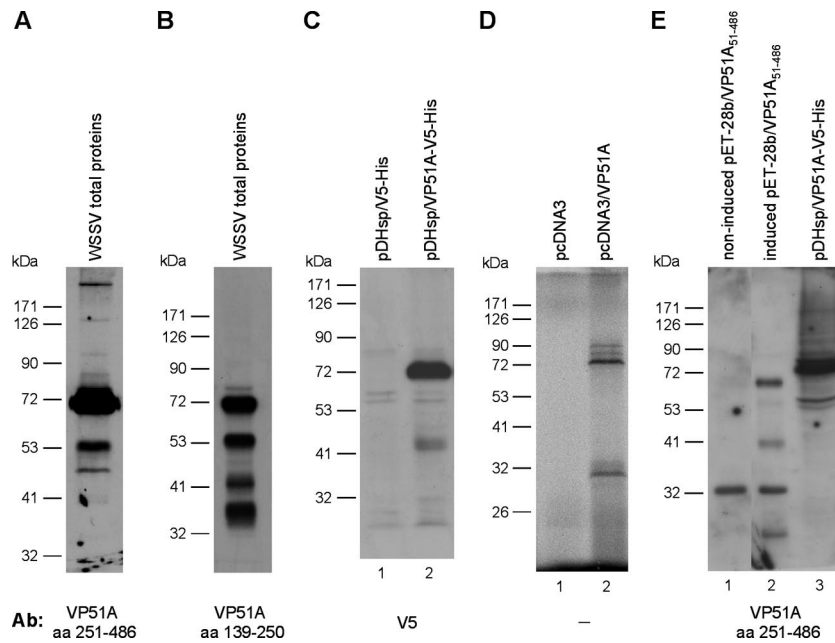 A
WSSV total proteins
kDa
171
126
90
72
53
41
32
B
WSSV total proteins
kDa
171
126
90
72
53
41
32
C
pDHsp/V5-His
pDHsp/VP51A-V5-His
kDa
171
126
90
72
53
41
32
1 2
D
pcDNA3
pcDNA3/VP51A
kDa
171
126
90
72
53
41
32
26
1 2
E
non-induced pET-28b/VP51A51-486
induced pET-28b/VP51A51-486
pDHsp/VP51A-V5-His
kDa
171
126
90
72
53
41
32
1 2 3
Ab:
VP51A
aa 251-486
VP51A
aa 139-250
V5
–
VP51A
aa 251-486